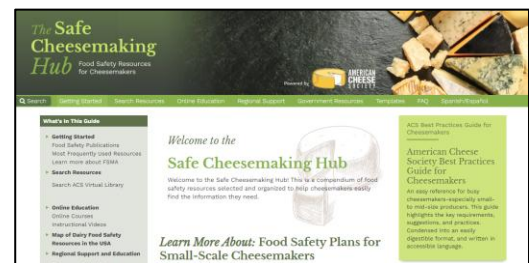 The Safe
Cheesemaking
Hub
Food Safety Resources
for Cheesemakers
Powered by
AMERICAN
CHEESE
SOCIETY
Search Getting Started Search Resources Online Education Regional Support Government Resources Templates FAQ Spanish/Español
What's In This Guide
Getting Started
Food Safety Publications
Most Frequently Used Resources
Learn more about FSMA
Search Resources
Search ACS Virtual Library
Online Education
Online Courses
Instructional Videos
Map of Dairy Food Safety
Resources in the USA
Regional Support and Education
Welcome to the
Safe Cheesemaking Hub
Welcome to the Safe Cheesemaking Hub! This is a compendium of food
safety resources selected and organized to help cheesemakers easily
find the information they need.
Learn More About: Food Safety Plans for
Small-Scale Cheesemakers
ACS Best Practices Guide for
Cheesemakers
American Cheese
Society Best Practices
Guide for
Cheesemakers
An easy reference for busy
cheesemakers-especially small-
to mid-size producers. This guide
highlights the key requirements,
suggestions, and practices.
Condensed into an easily
digestible format, and written in
accessible language.